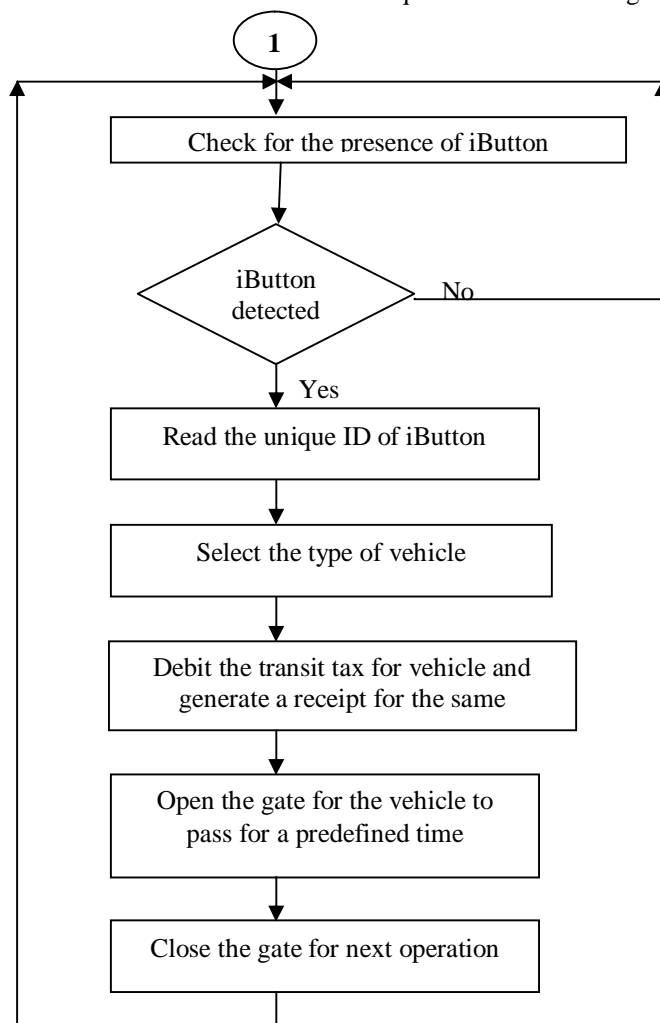 1
Check for the presence of iButton
iButton
detected
No
Yes
Read the unique ID of iButton
Select the type of vehicle
Debit the transit tax for vehicle and
generate a receipt for the same
Open the gate for the vehicle to
pass for a predefined time
Close the gate for next operation